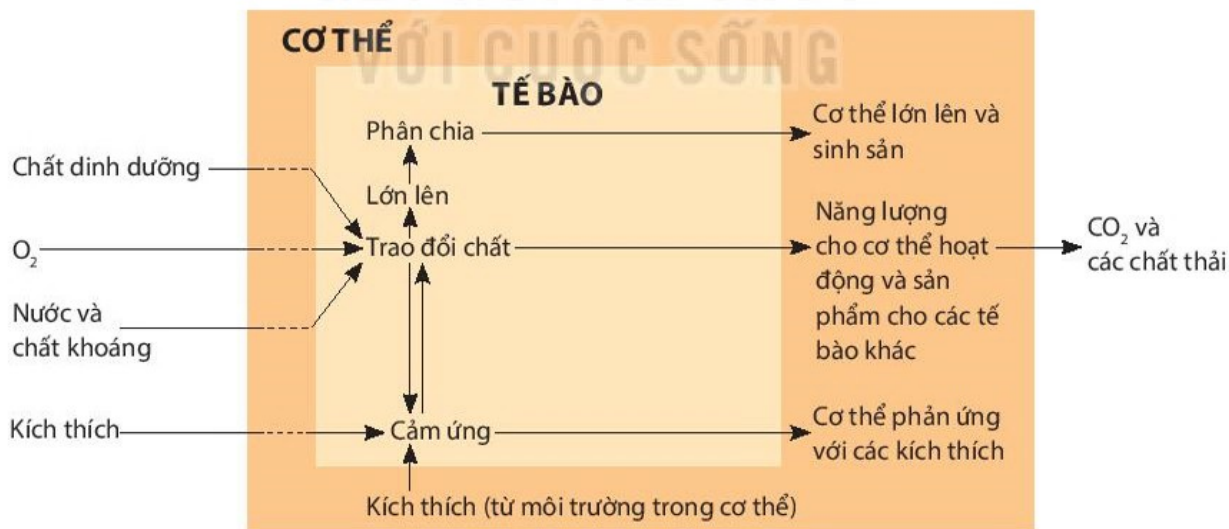 VỚI CUỘC SỐNG
CƠ THỂ
TẾ BÀO
Phân chia
Cơ thể lớn lên và
sinh sản
Chất dinh dưỡng
Lớn lên
O₂
Trao đổi chất
Năng lượng
cho cơ thể hoạt
động và sản
phẩm cho các tế
bào khác
CO₂ và
các chất thải
Nước và
chất khoáng
Kích thích
Cảm ứng
Cơ thể phản ứng
với các kích thích
Kích thích (từ môi trường trong cơ thể)